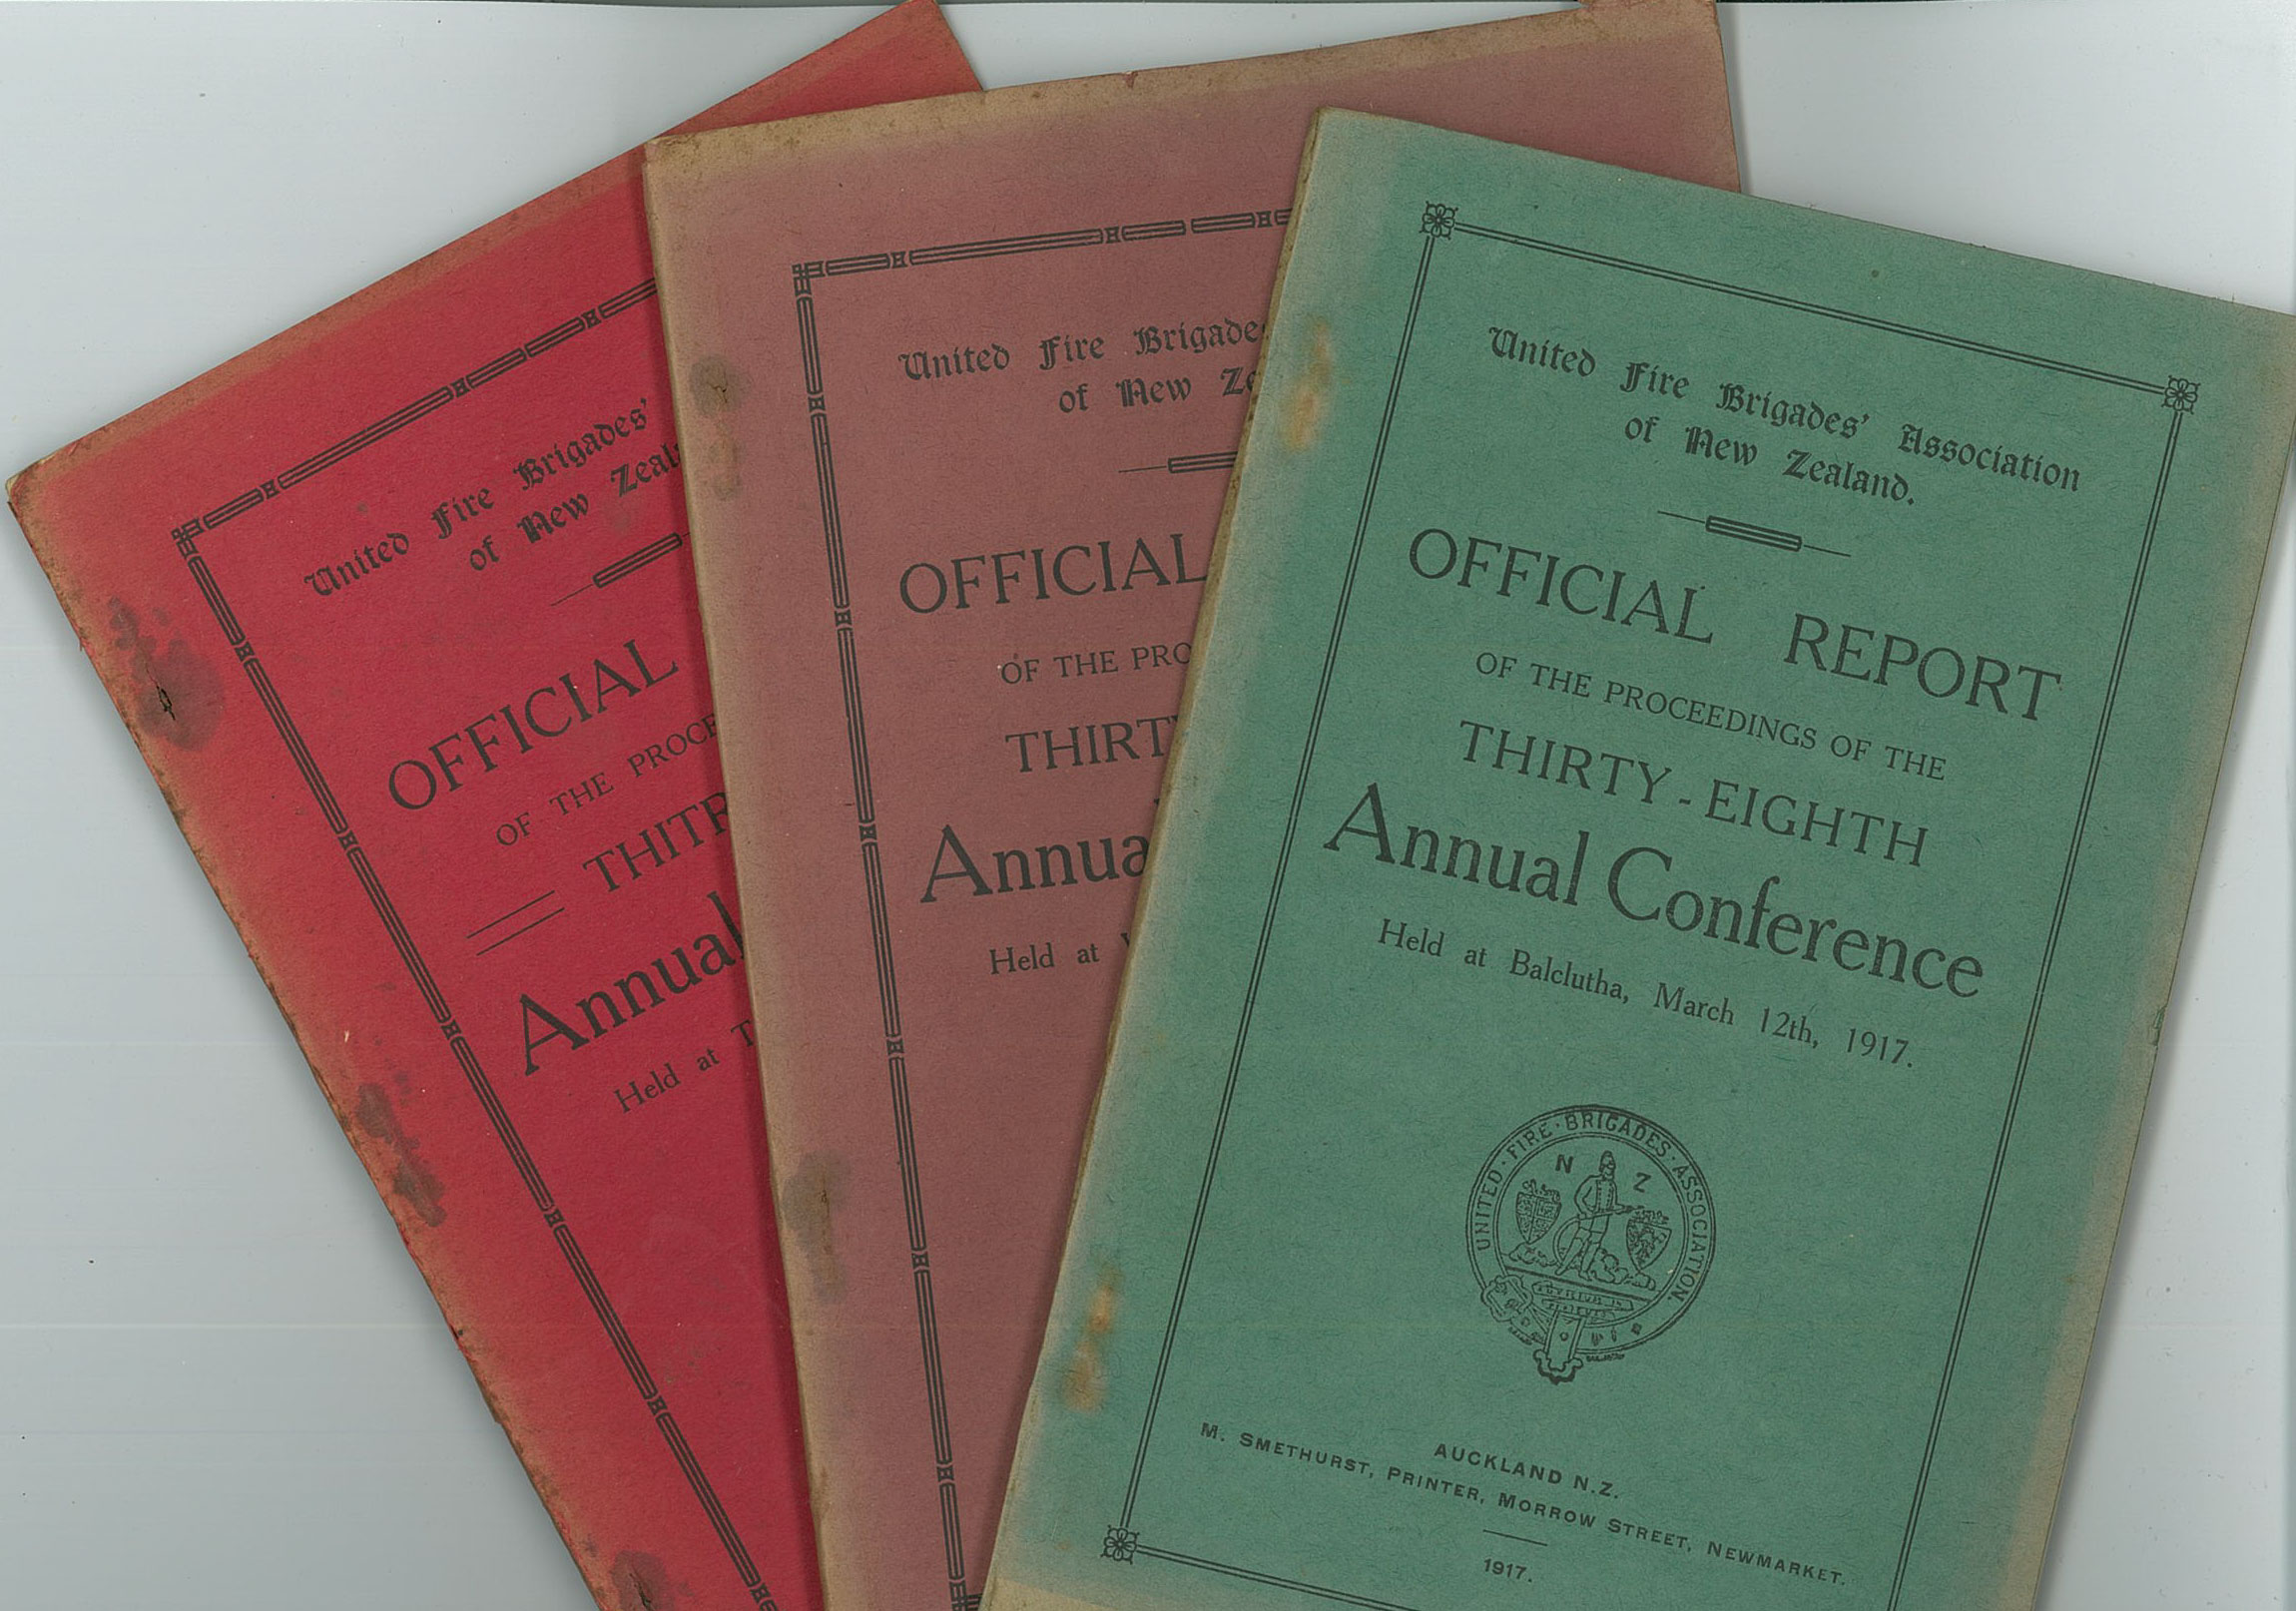 United Fire Brigades'
of New Zeal
OFFICIAL
OF THE PROCE
THITR
Annual
Held at T
United Fire Brigades
of New Ze
OFFICIAL
OF THE PRO
THIRTY
Annua
Held at
United Fire Brigades' Association
of New Zealand.
OFFICIAL REPORT
OF THE PROCEEDINGS OF THE
THIRTY-EIGHTH
Annual Conference
Held at Balclutha, March 12th, 1917.
UNITED · FIRE · BRIGADES · ASSOCIATION.
N Z
AUCKLAND N.Z.
M. SMETHURST, PRINTER, MORROW STREET, NEWMARKET.
1917.